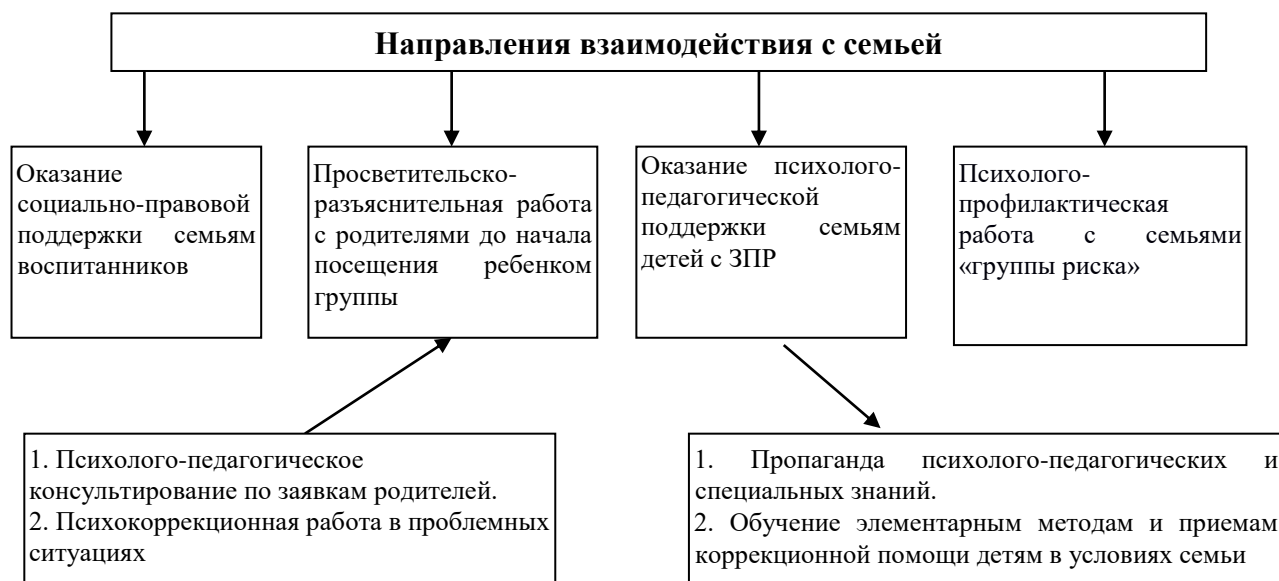 Направления взаимодействия с семьей
Оказание
социально-правовой
поддержки семьям
воспитанников
Просветительско-
разъяснительная работа
с родителями до начала
посещения ребенком
группы
Оказание психолого-
педагогической
поддержки семьям
детей с ЗПР
Психолого-
профилактическая
работа с семьями
«группы риска»
1. Психолого-педагогическое
консультирование по заявкам родителей.
2. Психокоррекционная работа в проблемных
ситуациях
1. Пропаганда психолого-педагогических и
специальных знаний.
2. Обучение элементарным методам и приемам
коррекционной помощи детям в условиях семьи